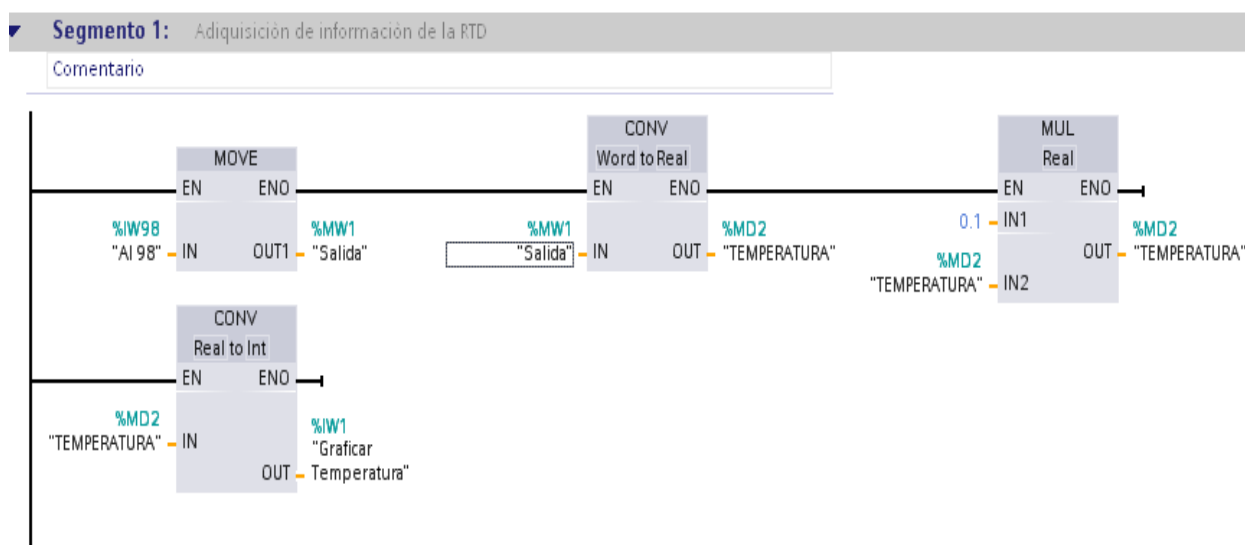 Segmento 1: Adiquisición de información de la RTD
Comentario
MOVE
EN ENO
%IW98
"AI 98" IN
OUT1 %MW1
"Salida"
CONV
Word to Real
EN ENO
%MW1
"Salida" IN
OUT %MD2
"TEMPERATURA"
MUL
Real
EN ENO
0.1 IN1
%MD2
"TEMPERATURA" IN2
OUT %MD2
"TEMPERATURA"
CONV
Real to Int
EN ENO
%MD2
"TEMPERATURA" IN
OUT %IW1
"Graficar
Temperatura"